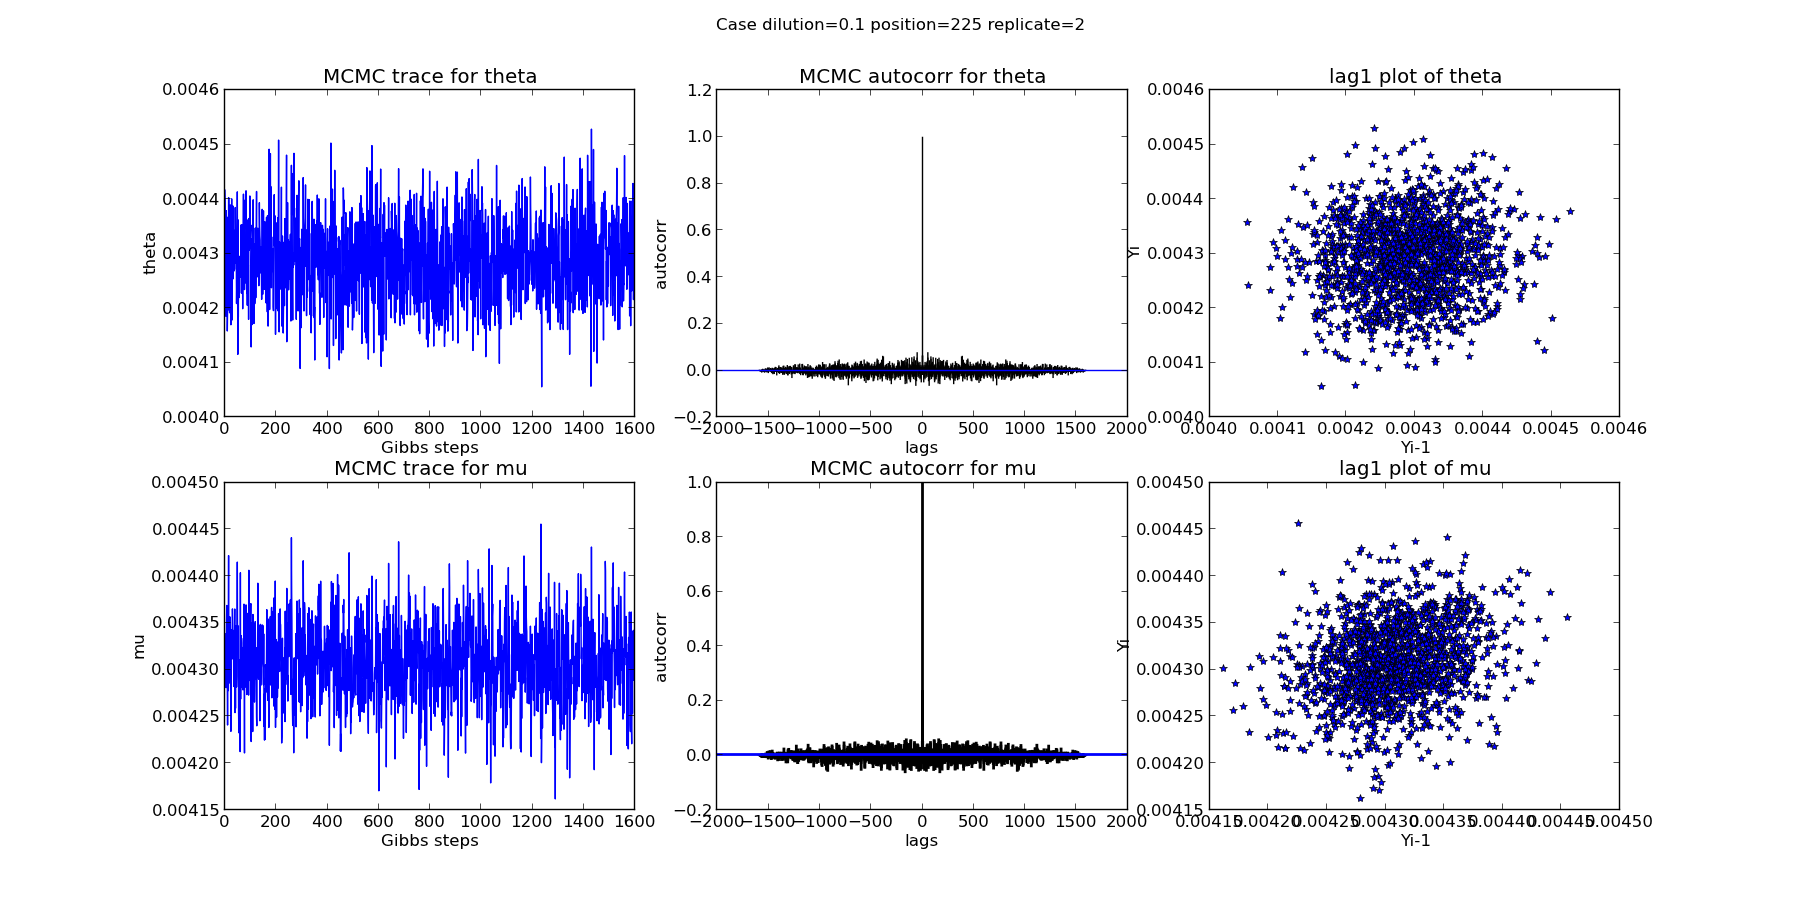 Case dilution=0.1 position=225 replicate=2
MCMC trace for theta
0.0046
0.0045
0.0044
0.0043
0.0042
0.0041
0.0040
theta
0 200 400 600 800 1000 1200 1400 1600
Gibbs steps
MCMC autocorr for theta
1.2
1.0
0.8
0.6
0.4
0.2
0.0
−0.2
autocorr
−2000 −1500 −1000 −500 0 500 1000 1500 2000
lags
lag1 plot of theta
0.0046
0.0045
0.0044
0.0043
0.0042
0.0041
0.0040
Yi
0.0040 0.0041 0.0042 0.0043 0.0044 0.0045 0.0046
Yi-1
MCMC trace for mu
0.00450
0.00445
0.00440
0.00435
0.00430
0.00425
0.00420
0.00415
mu
0 200 400 600 800 1000 1200 1400 1600
Gibbs steps
MCMC autocorr for mu
1.0
0.8
0.6
0.4
0.2
0.0
−0.2
autocorr
−2000 −1500 −1000 −500 0 500 1000 1500 2000
lags
lag1 plot of mu
0.00450
0.00445
0.00440
0.00435
0.00430
0.00425
0.00420
0.00415
Yi
0.00415 0.00420 0.00425 0.00430 0.00435 0.00440 0.00445 0.00450
Yi-1